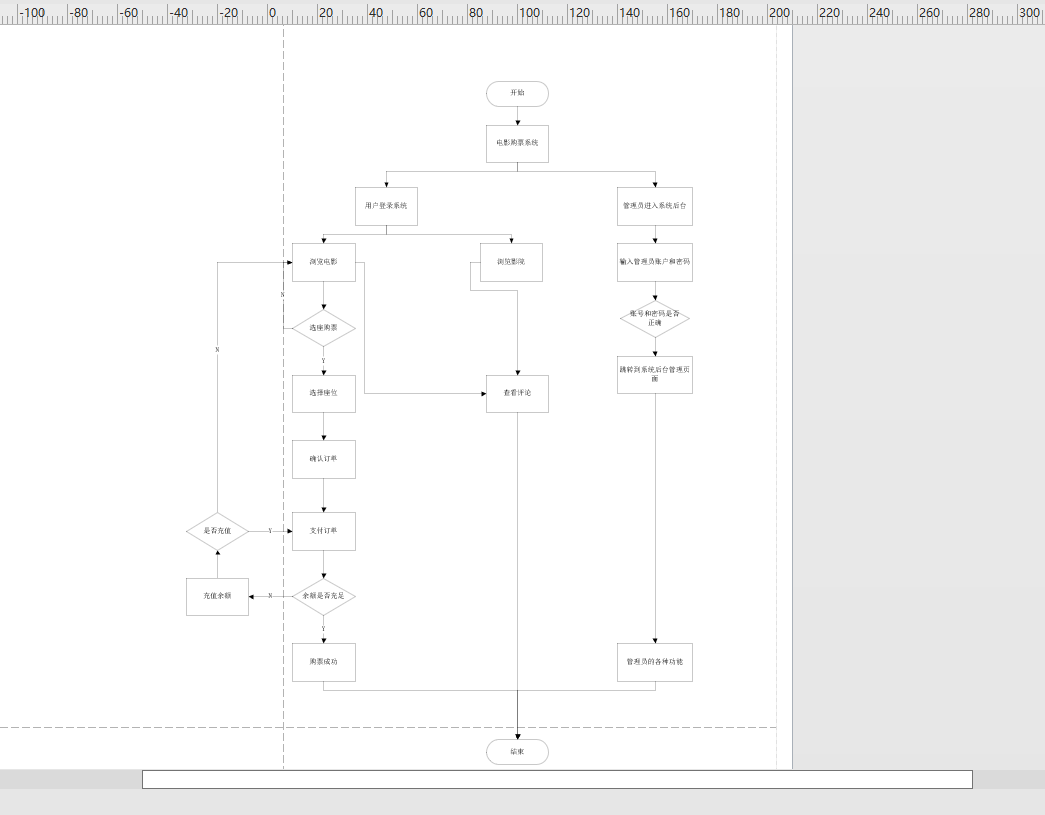 -100 -80 -60 -40 -20 0 20 40 60 80 100 120 140 160 180 200 220 240 260 280 300
开始
电影购票系统
用户登录系统
管理员进入系统后台
浏览电影
浏览影院
输入管理员账户和密码
N
账号和密码是否
正确
选座购票
N
Y
跳转到系统后台管理页
面
选择座位
查看评论
确认订单
是否充值
Y
支付订单
充值余额
N
余额是否充足
Y
购票成功
管理员的各种功能
结束